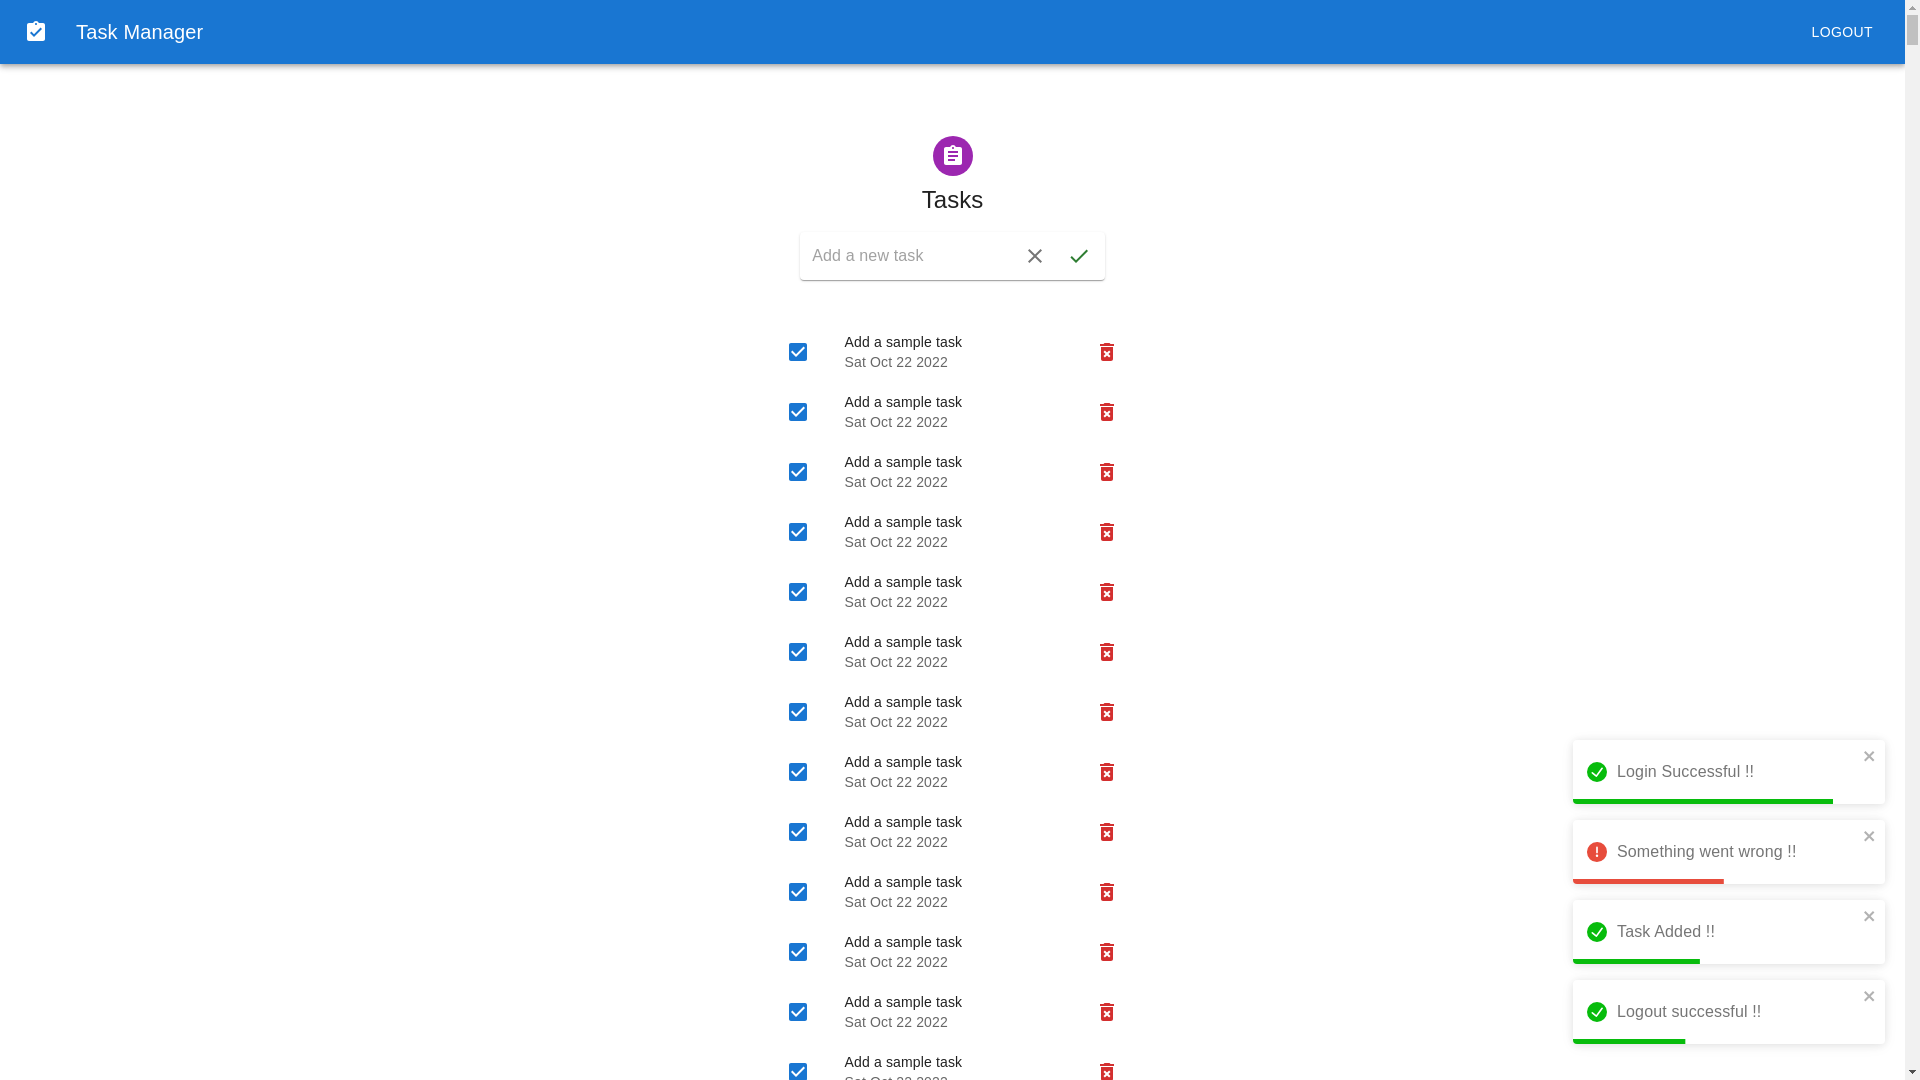 Task Manager
LOGOUT
Tasks
Add a new task
Add a sample task
Sat Oct 22 2022
Add a sample task
Sat Oct 22 2022
Add a sample task
Sat Oct 22 2022
Add a sample task
Sat Oct 22 2022
Add a sample task
Sat Oct 22 2022
Add a sample task
Sat Oct 22 2022
Add a sample task
Sat Oct 22 2022
Add a sample task
Sat Oct 22 2022
Add a sample task
Sat Oct 22 2022
Add a sample task
Sat Oct 22 2022
Add a sample task
Sat Oct 22 2022
Add a sample task
Sat Oct 22 2022
Add a sample task
Login Successful !!
Something went wrong !!
Task Added !!
Logout successful !!